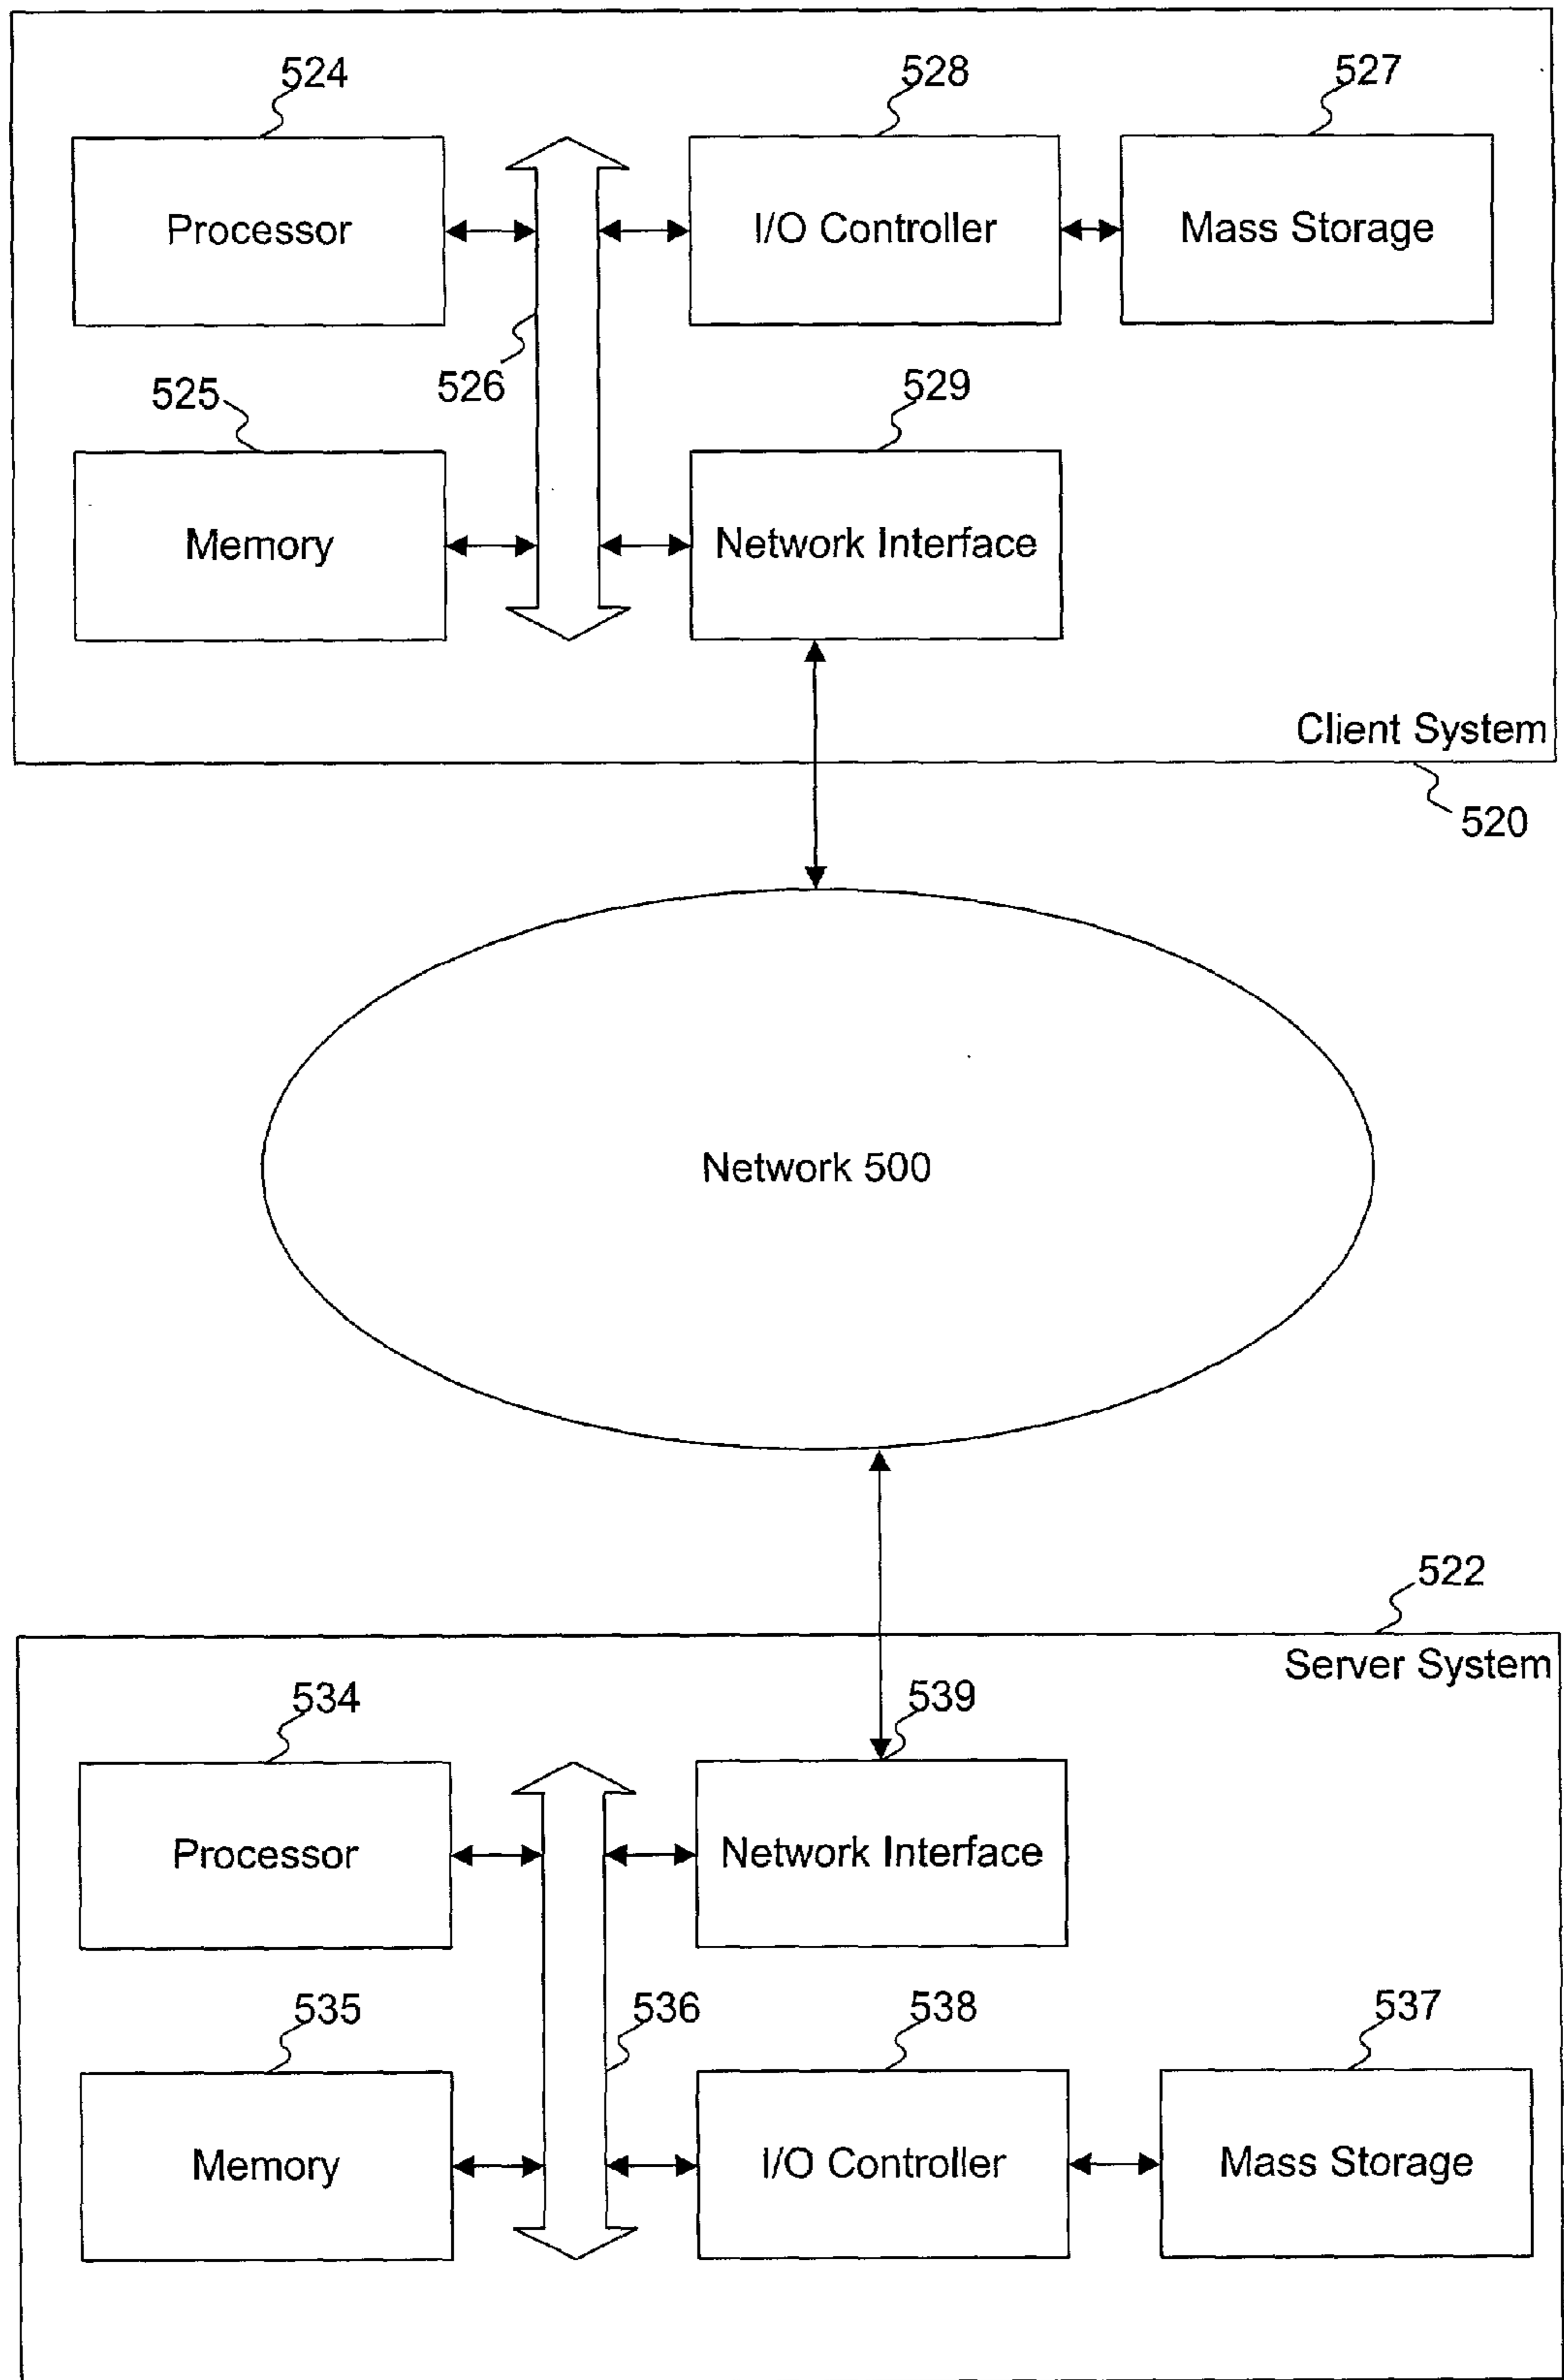 524
528
527
Processor
I/O Controller
Mass Storage
526
525
529
Memory
Network Interface
Client System
520
Network 500
522
Server System
534
539
Processor
Network Interface
535
536
538
537
Memory
I/O Controller
Mass Storage